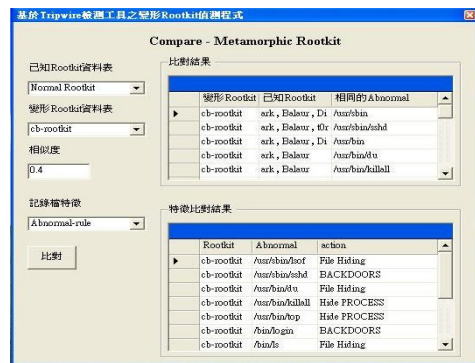 基於Tripwire檢測工具之變形Rootkit偵測程式
Compare - Metamorphic Rootkit
已知Rootkit資料表
Normal Rootkit
變形Rootkit資料表
cb-rootkit
相似度
0.4
記錄檔特徵
Abnormal-rule
比對
比對結果
變形Rootkit 已知Rootkit 相同的Abnormal
cb-rootkit ark , Balaur , Di /usr/sbin
cb-rootkit ark , Balaur , t0r /usr/sbin/sshd
cb-rootkit ark , Balaur , Di /usr/bin
cb-rootkit ark , Balaur /usr/bin/du
cb-rootkit ark , Balaur /usr/bin/killall
特徵比對結果
Rootkit Abnormal action
cb-rootkit /usr/sbin/lsof File Hiding
cb-rootkit /usr/sbin/sshd BACKDOORS
cb-rootkit /usr/bin/du File Hiding
cb-rootkit /usr/bin/killall Hide PROCESS
cb-rootkit /usr/bin/top Hide PROCESS
cb-rootkit /bin/login BACKDOORS
cb-rootkit /bin/ls File Hiding